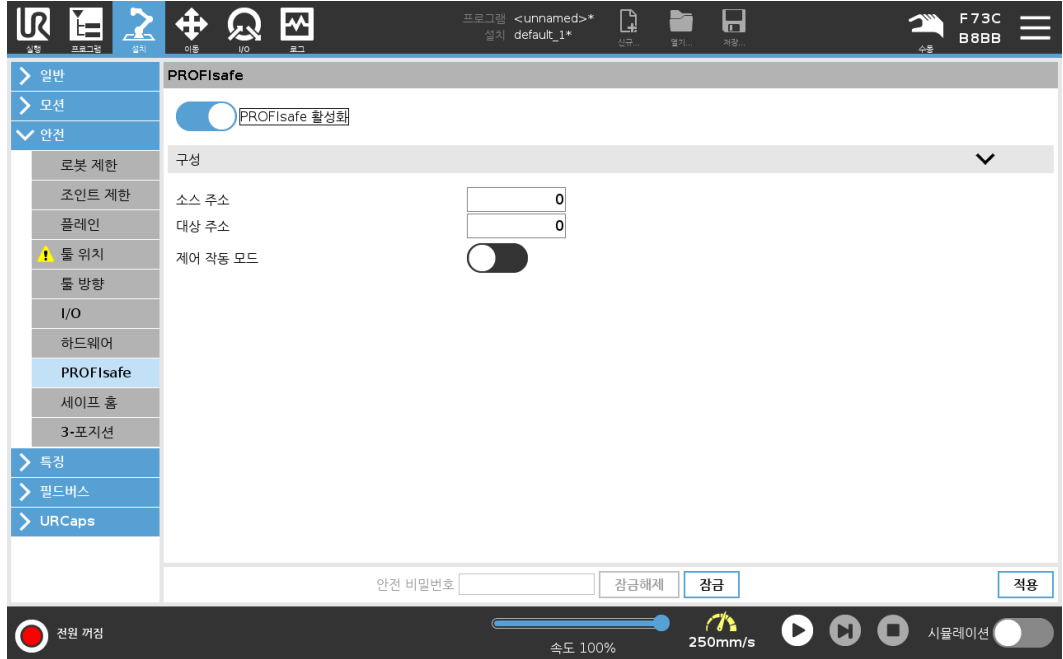 UR
실행
프로그램
설치
이동
I/O
로그
프로그램 <unnamed>*
설치 default_1*
신규...
열기...
저장...
수동
F73C
B8BB
일반
모션
안전
로봇 제한
조인트 제한
플레인
툴 위치
툴 방향
I/O
하드웨어
PROFIsafe
세이프 홈
3-포지션
특징
필드버스
URCaps
PROFIsafe
PROFIsafe 활성화
구성
소스 주소 0
대상 주소 0
제어 작동 모드
안전 비밀번호 잠금해제 잠금 적용
전원 꺼짐
속도 100%
250mm/s
시뮬레이션